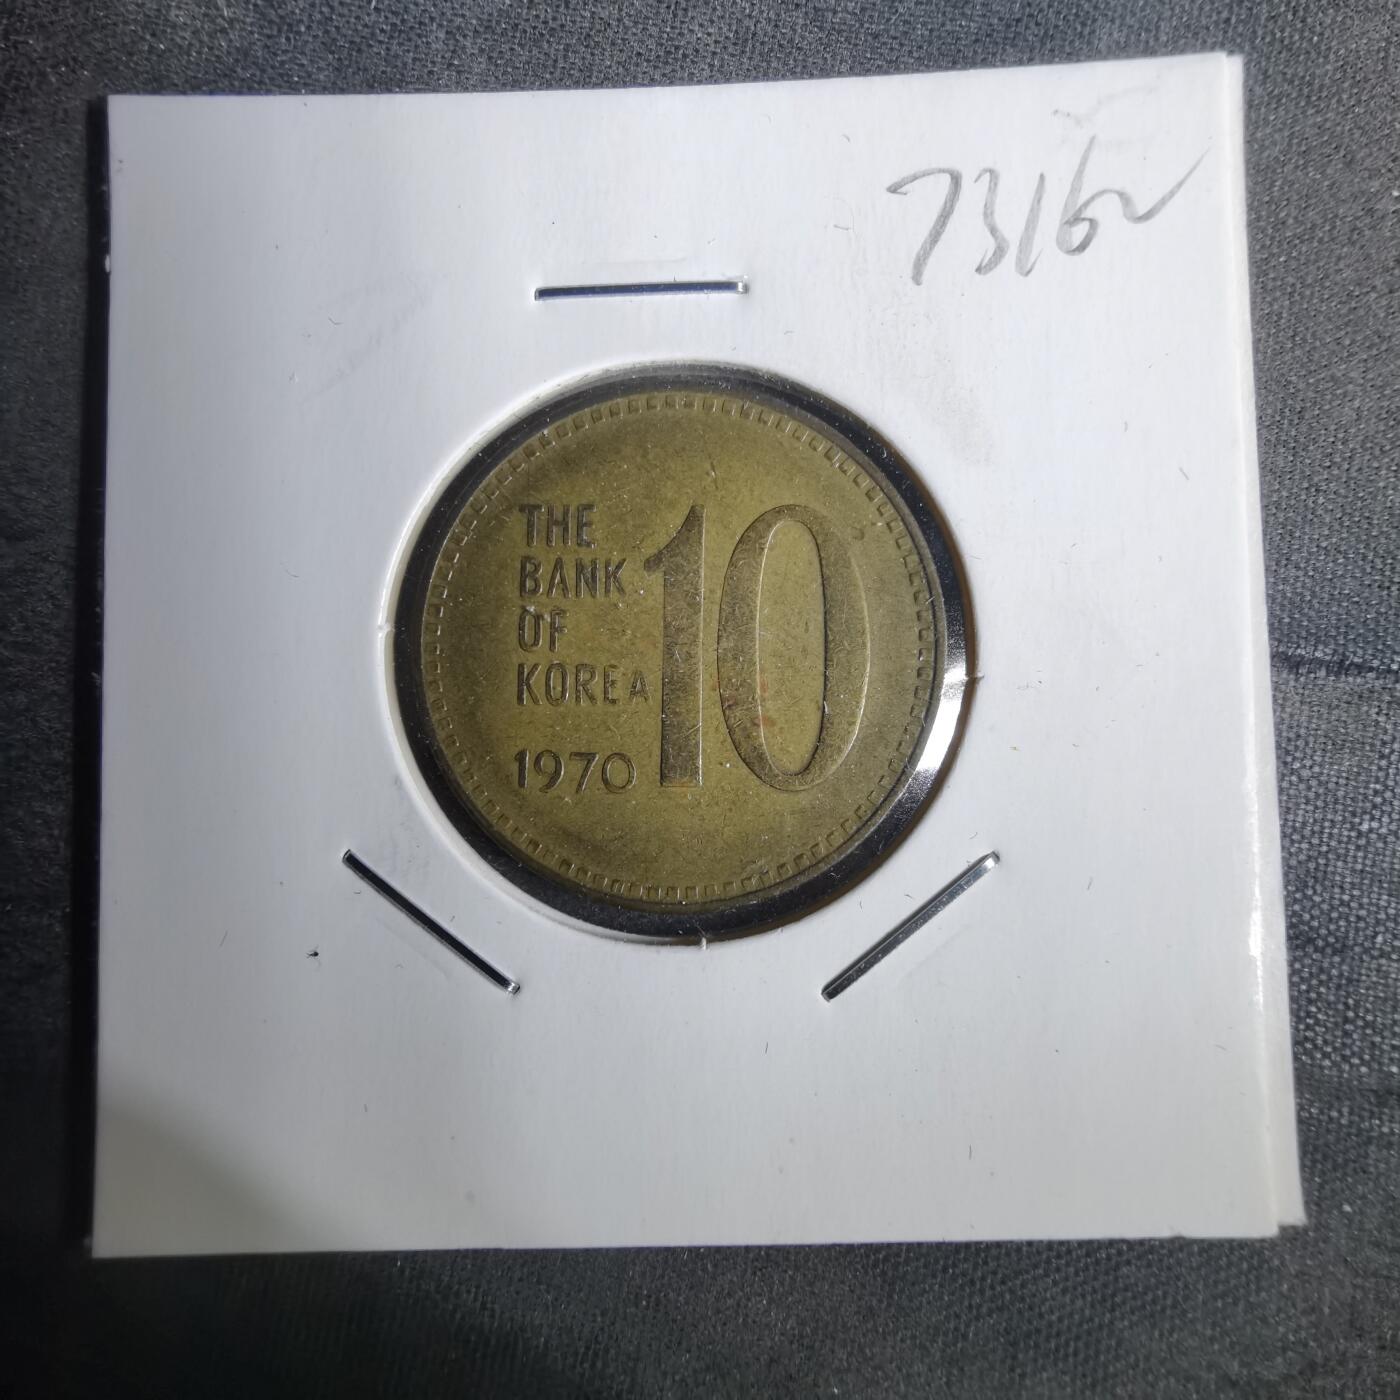 7316
THE
BANK
OF
KOREA
1970
10